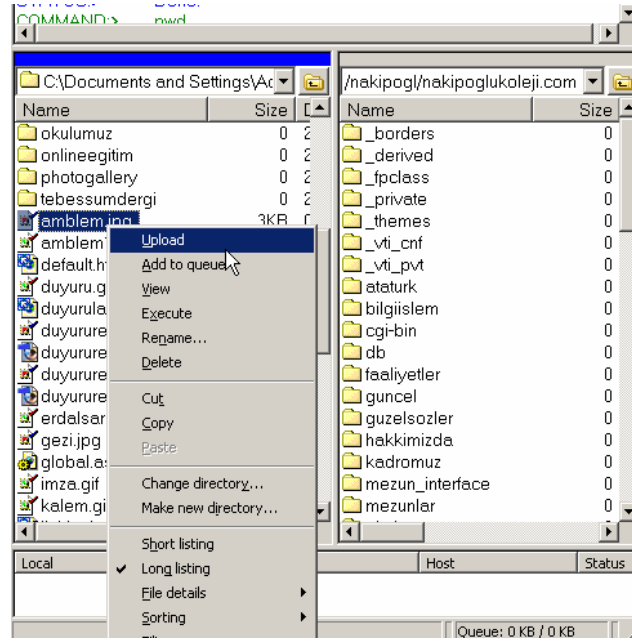 COMMAND:> pwd
C:\Documents and Settings\Ac
/nakipogl/nakipoglukoleji.com
Name Size
okulumuz 0 2
onlineegitim 0 2
photogallery 0 2
tebessumdergi 0 2
amblem.jpg 3KB
amblem
default.h
duyuru.g
duyurula
duyurure
duyurure
duyurure
duyurure
erdalsar
gezi.jpg
global.as
imza.gif
kalem.gi
Upload
Add to queue
View
Execute
Rename...
Delete
Cut
Copy
Paste
Change directory...
Make new directory...
Short listing
Long listing
File details
Sorting
Name Size
_borders 0
_derived 0
_fpclass 0
_private 0
_themes 0
_vti_cnf 0
_vti_pvt 0
ataturk 0
bilgiislem 0
cgi-bin 0
db 0
faaliyetler 0
guncel 0
guzelsozler 0
hakkimizda 0
kadromuz 0
mezun_interface 0
mezunlar 0
Local Host Status
Queue: 0 KB / 0 KB